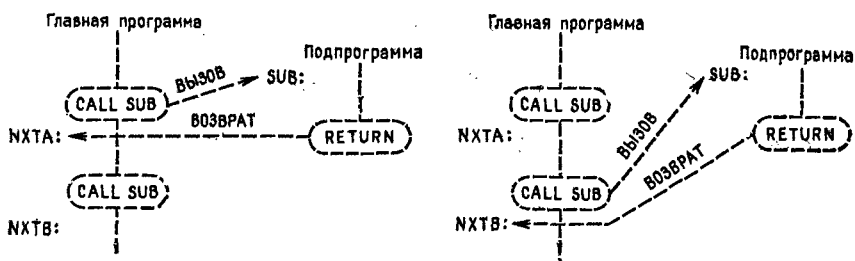 Главная программа
Подпрограмма
ВЫЗОВ
SUB:
CALL SUB
ВОЗВРАТ
NXTA:
RETURN
CALL SUB
NXTB:
Главная программа
Подпрограмма
SUB:
CALL SUB
ВЫЗОВ
NXTA:
RETURN
ВОЗВРАТ
CALL SUB
NXTB: